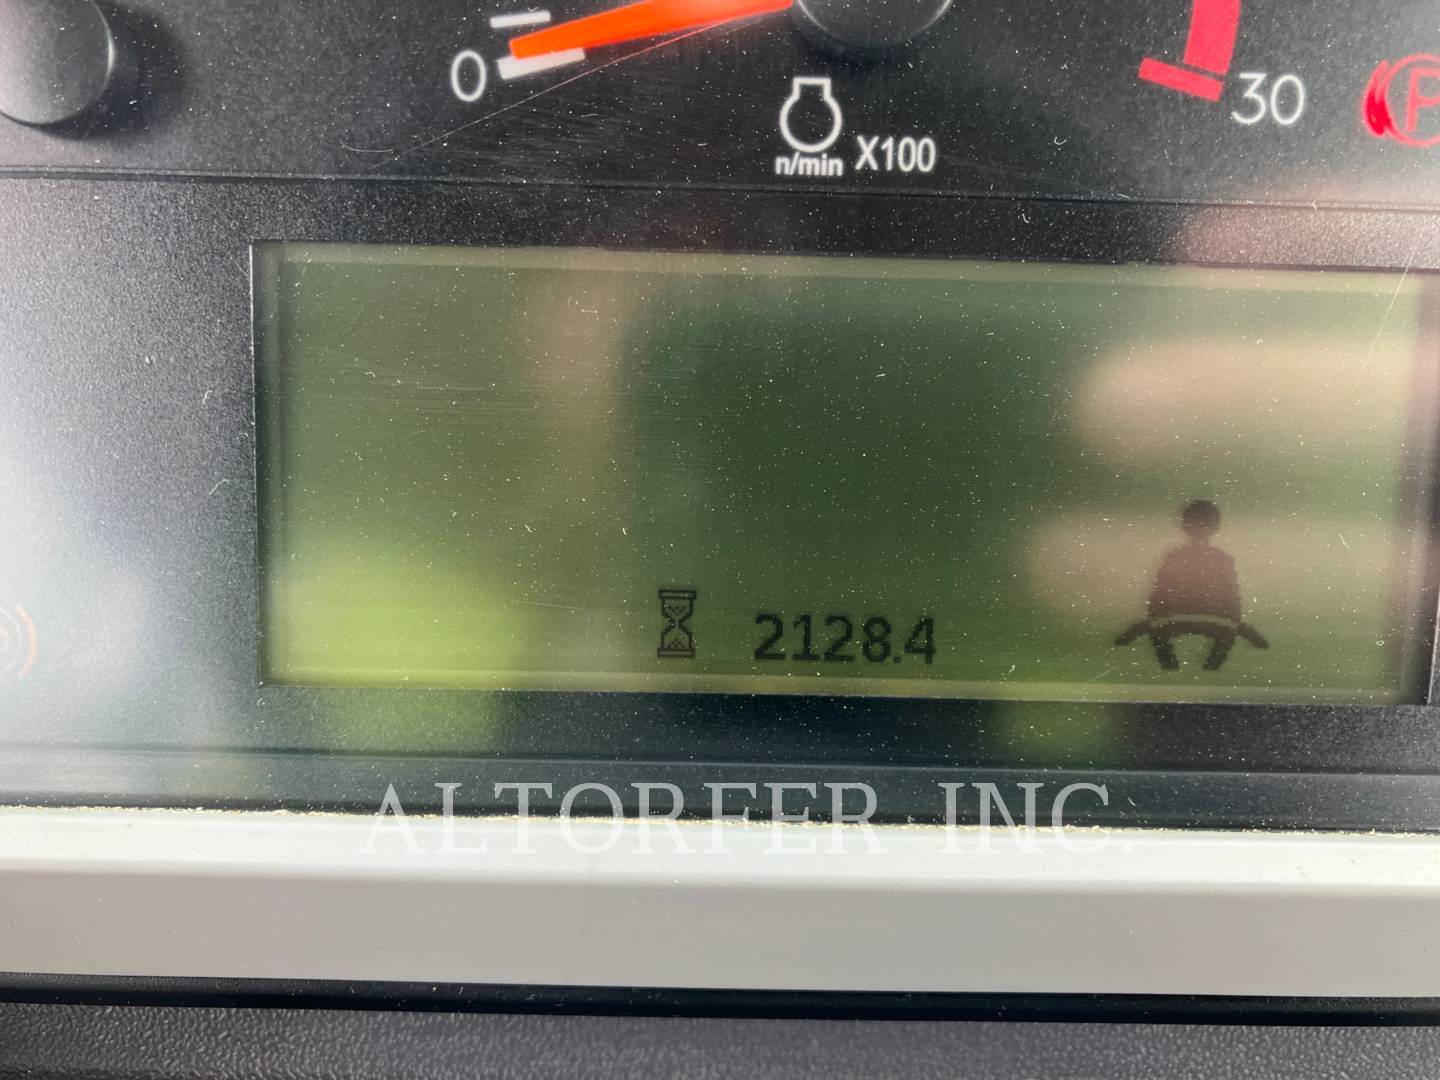 0
30
P
n/min X100
2128.4
ALTORFER INC.